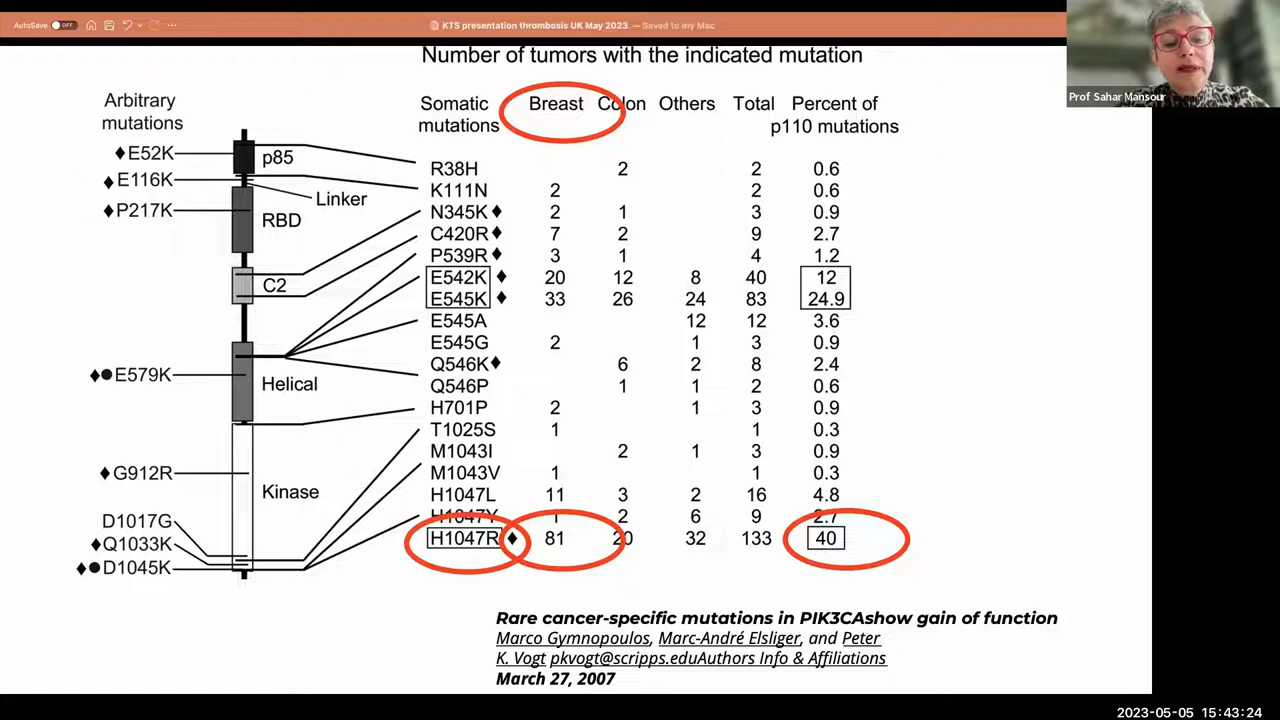 AutoSave OFF
KTS presentation thrombosis UK May 2023 — Saved to my Mac
Prof Sahar Mansour
Number of tumors with the indicated mutation
Arbitrary mutations
Somatic mutations Breast Colon Others Total Percent of p110 mutations
♦E52K
♦E116K
♦P217K
♦●E579K
♦G912R
D1017G
♦Q1033K
♦●D1045K
p85
Linker
RBD
C2
Helical
Kinase
R38H 2 2 0.6
K111N 2 2 0.6
N345K♦ 2 1 3 0.9
C420R♦ 7 2 9 2.7
P539R♦ 3 1 4 1.2
E542K ♦ 20 12 8 40 12
E545K ♦ 33 26 24 83 24.9
E545A 12 12 3.6
E545G 2 1 3 0.9
Q546K♦ 6 2 8 2.4
Q546P 1 1 2 0.6
H701P 2 1 3 0.9
T1025S 1 1 0.3
M1043I 2 1 3 0.9
M1043V 1 1 0.3
H1047L 11 3 2 16 4.8
H1047Y 1 2 6 9 2.7
H1047R ♦ 81 20 32 133 40
Rare cancer-specific mutations in PIK3CAshow gain of function
Marco Gymnopoulos, Marc-André Elsliger, and Peter
K. Vogt pkvogt@scripps.eduAuthors Info & Affiliations
March 27, 2007
2023-05-05 15:43:24